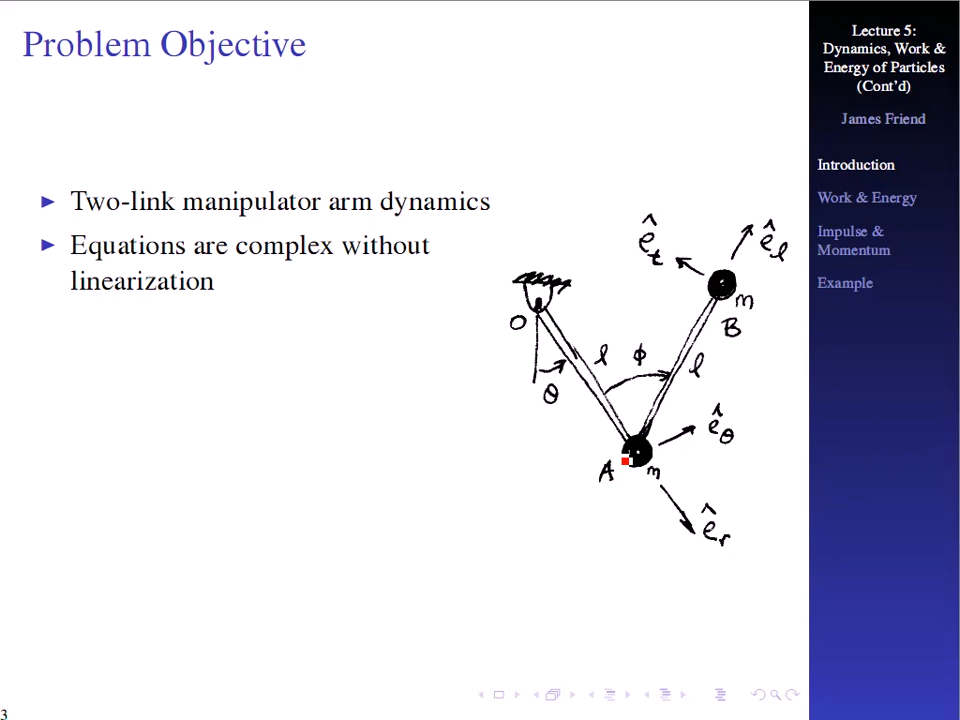 Problem Objective
Two-link manipulator arm dynamics
Equations are complex without
linearization
ê_t
ê_l
m
B
O
l
ϕ
l
θ
ê_θ
A
m
ê_r
3
Lecture 5:
Dynamics, Work &
Energy of Particles
(Cont'd)
James Friend
Introduction
Work & Energy
Impulse &
Momentum
Example